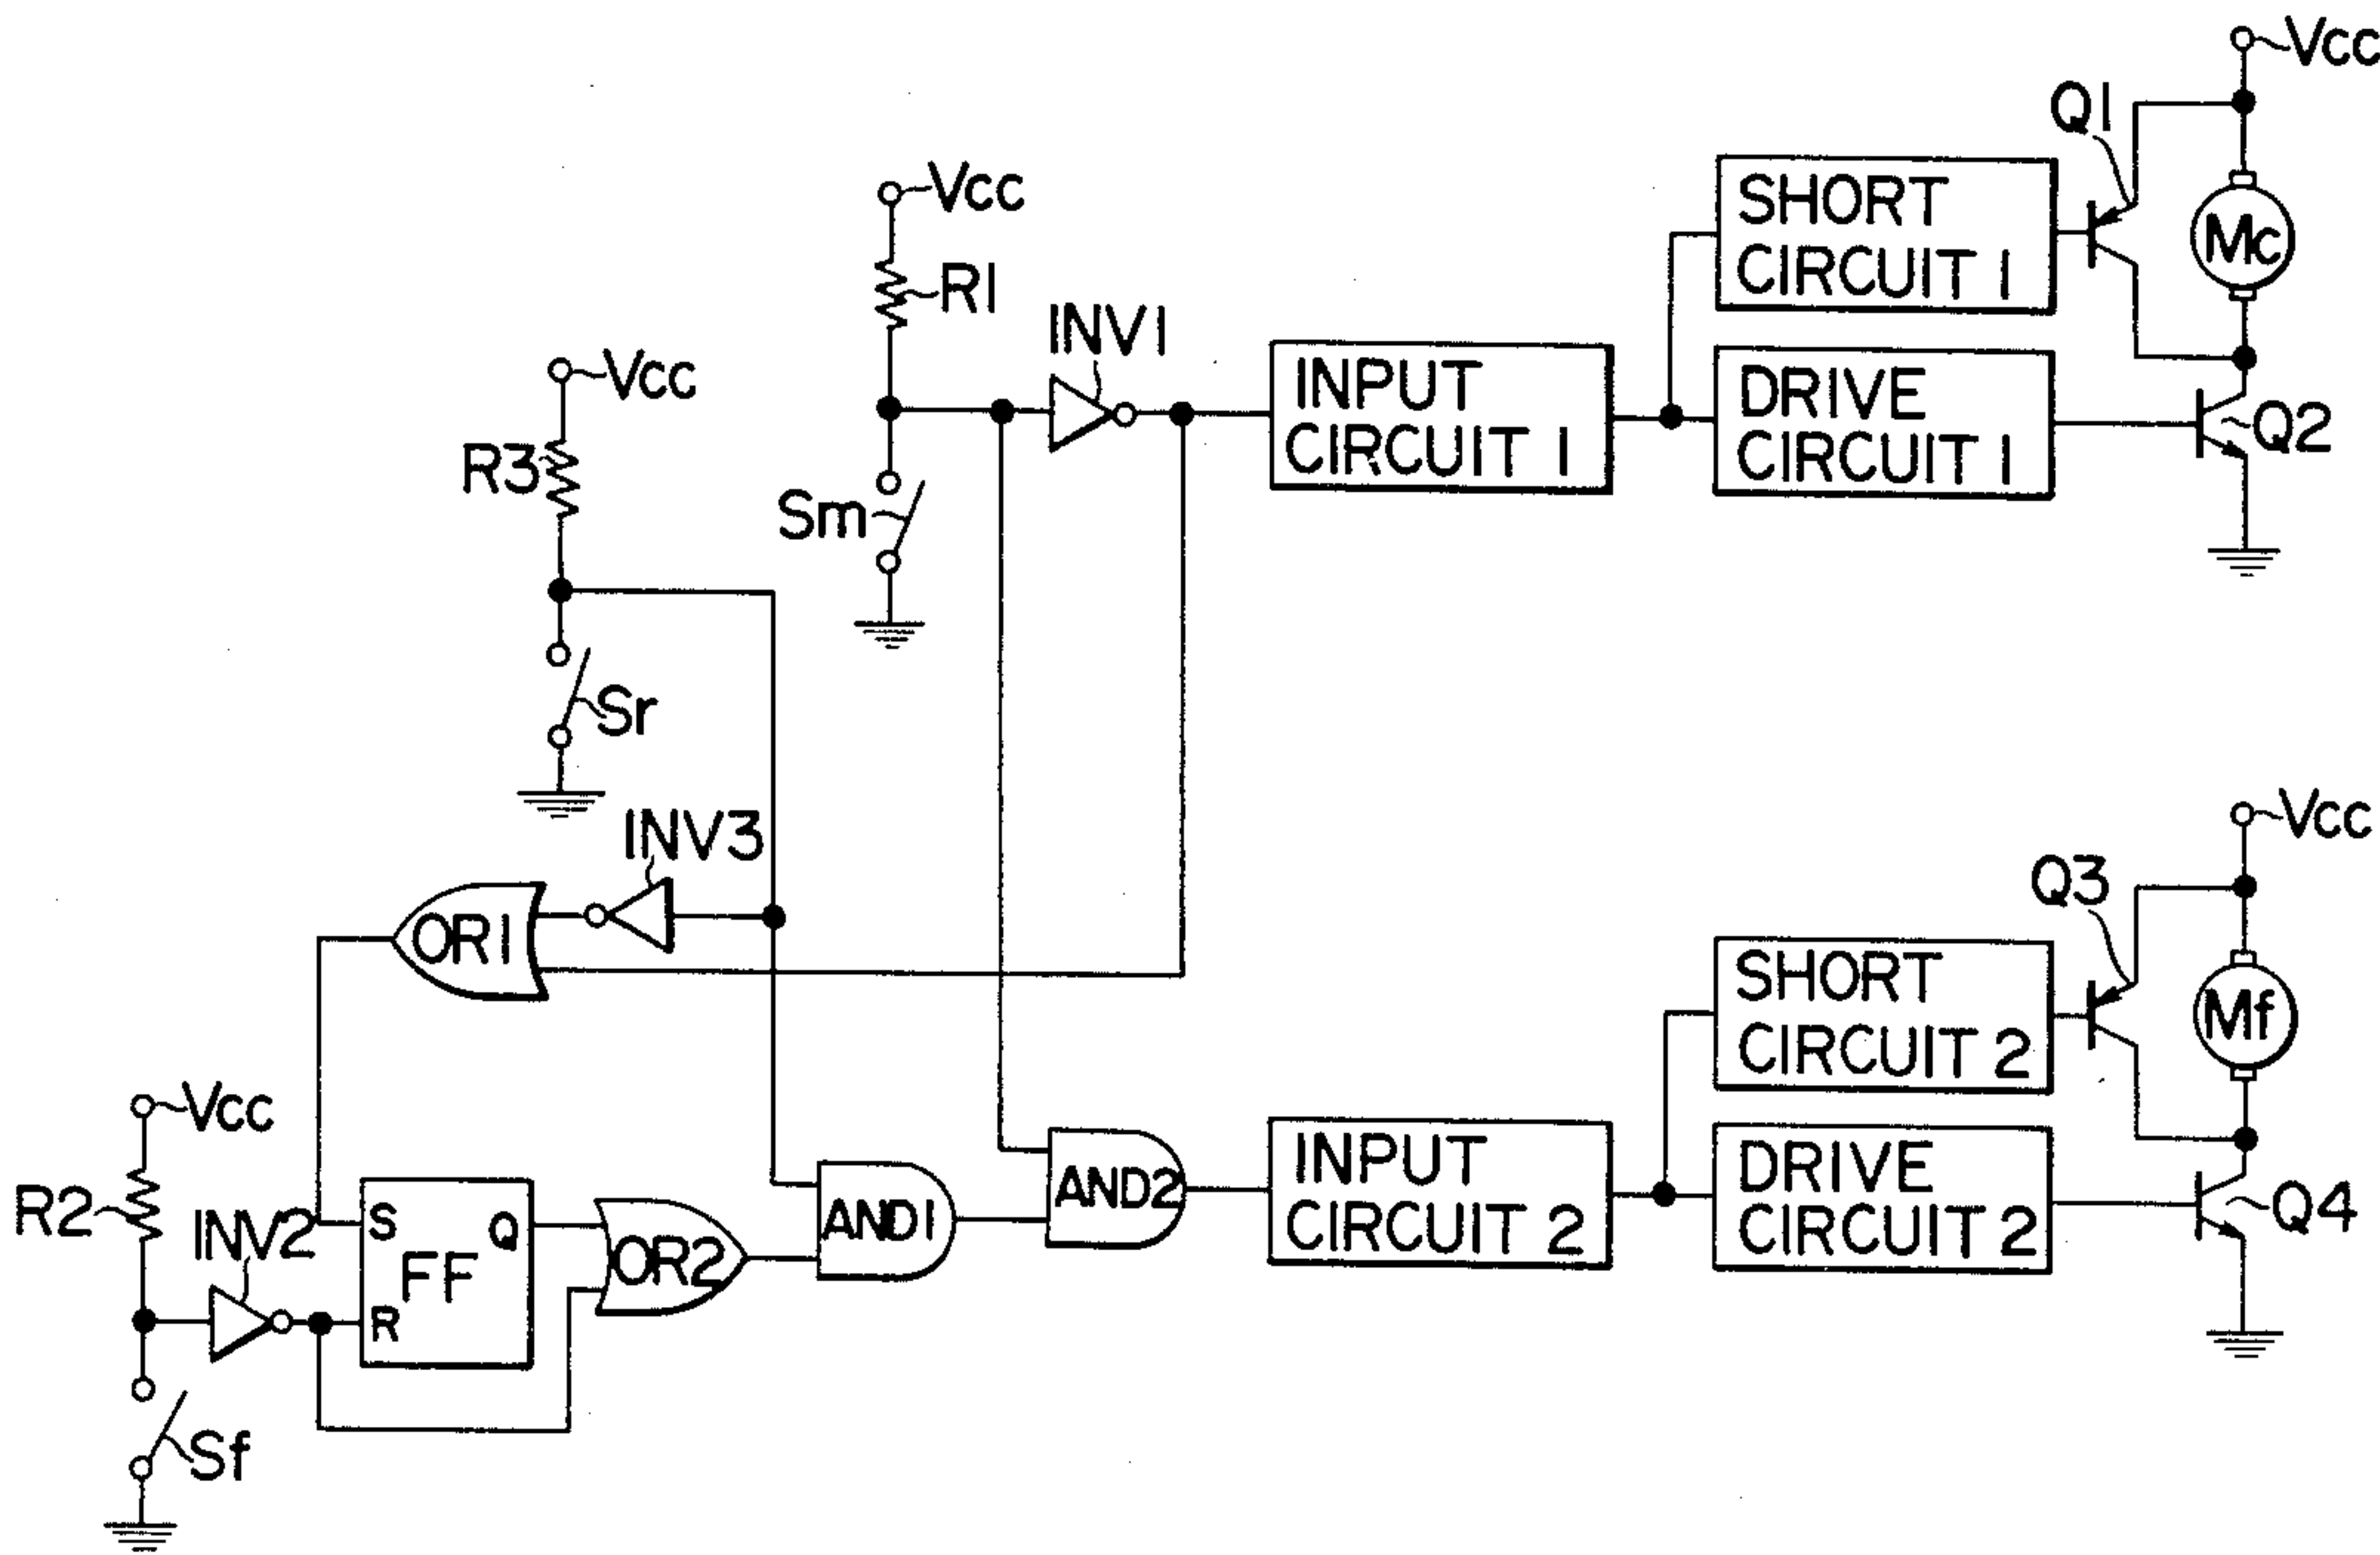 Vcc
Q1
SHORT
CIRCUIT 1
Mc
Vcc
R1
INV1
INPUT
CIRCUIT 1
DRIVE
CIRCUIT 1
Q2
Vcc
R3
Sm
Sr
INV3
OR1
Vcc
Q3
SHORT
CIRCUIT 2
Mf
Vcc
R2
INV2
S
Q
FF
R
OR2
AND1
AND2
INPUT
CIRCUIT 2
DRIVE
CIRCUIT 2
Q4
Sf